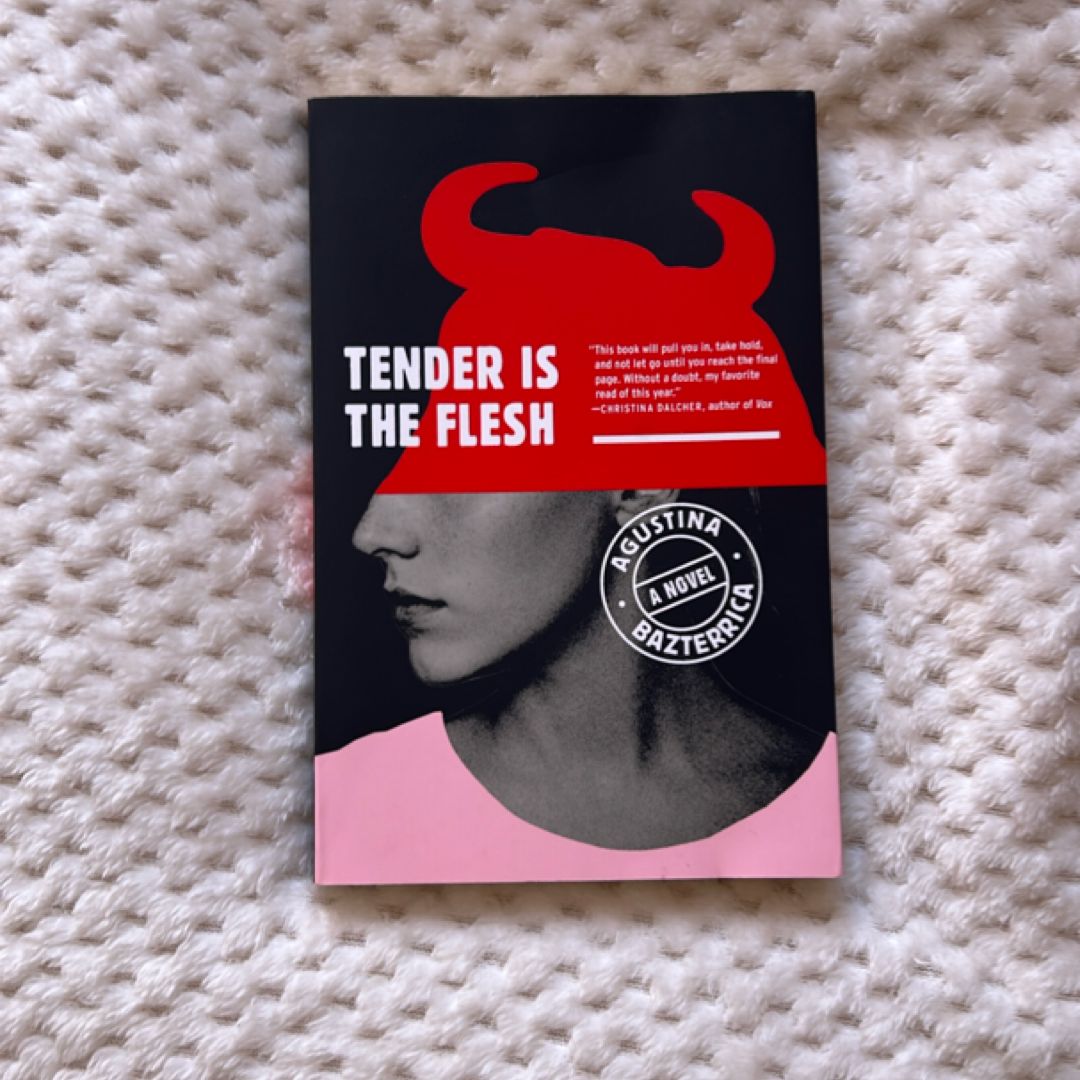 TENDER IS
THE FLESH
"This book will pull you in, take hold,
and not let go until you reach the final
page. Without a doubt, my favorite
read of this year."
—CHRISTINA DALCHER, author of Vox
AGUSTINA
A NOVEL
BAZTERRICA